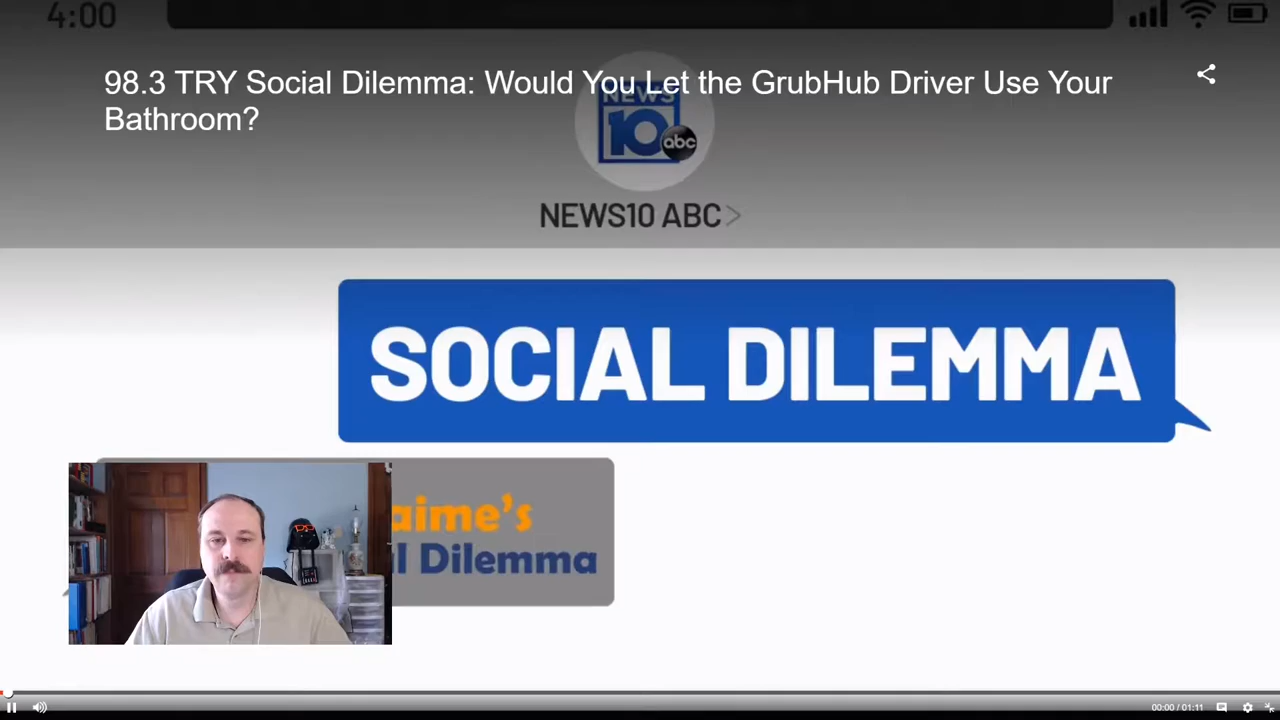 4:00
98.3 TRY Social Dilemma: Would You Let the GrubHub Driver Use Your
Bathroom?
NEWS
10
abc
NEWS10 ABC
SOCIAL DILEMMA
aime's
l Dilemma
00:00 / 01:11